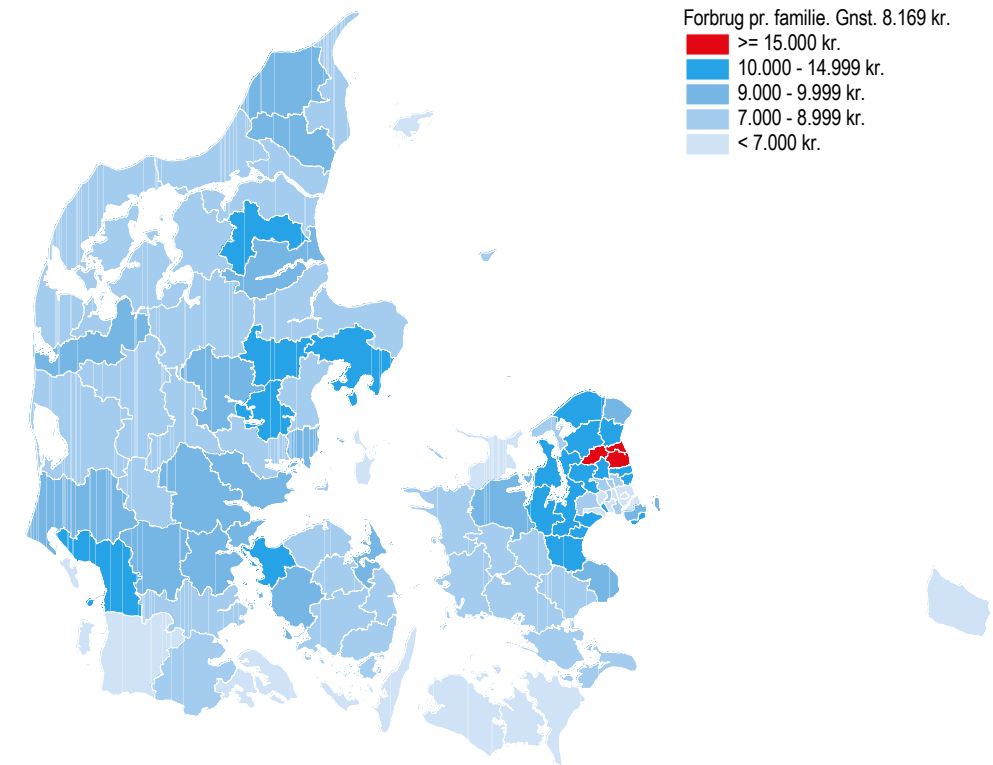 Forbrug pr. familie. Gnst. 8.169 kr.
>= 15.000 kr.
10.000 - 14.999 kr.
9.000 - 9.999 kr.
7.000 - 8.999 kr.
< 7.000 kr.